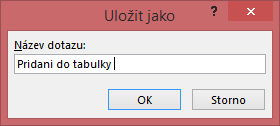 Uložit jako
? ×
Název dotazu:
Pridani do tabulky
OK Storno